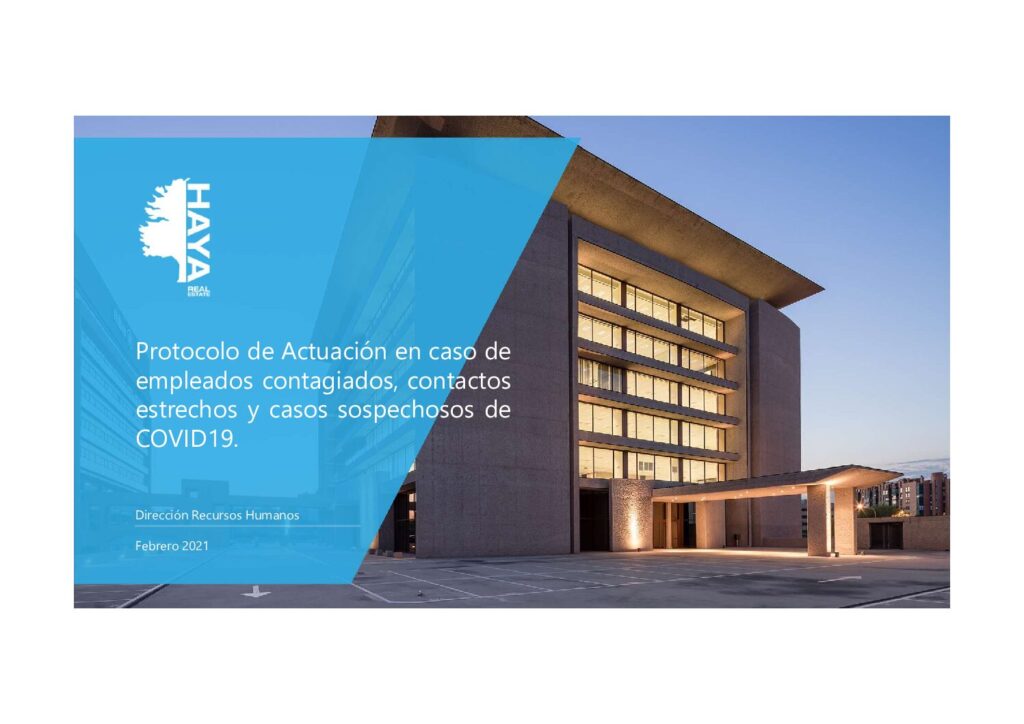 HAYA
REAL
ESTATE
Protocolo de Actuación en caso de
empleados contagiados, contactos
estrechos y casos sospechosos de
COVID19.
Dirección Recursos Humanos
Febrero 2021